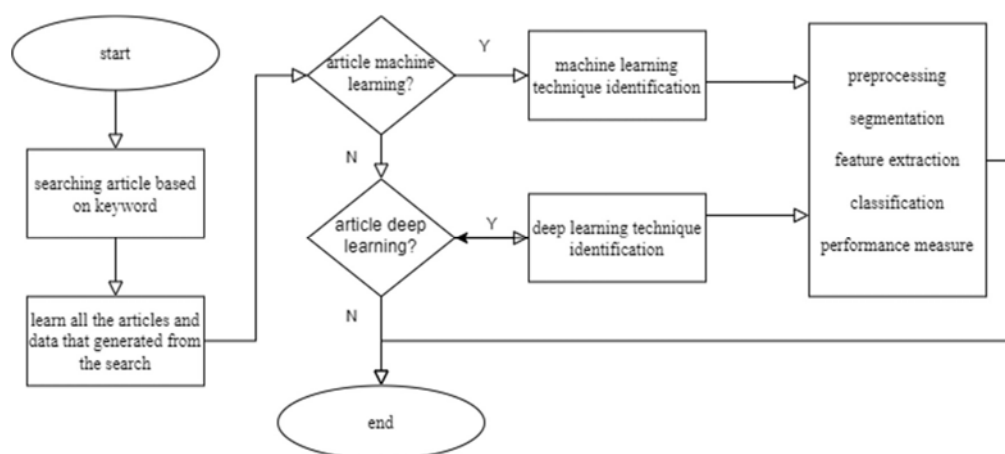 start
searching article based
on keyword
learn all the articles and
data that generated from
the search
article machine
learning?
Y
machine learning
technique identification
N
article deep
learning?
Y
deep learning technique
identification
N
end
preprocessing
segmentation
feature extraction
classification
performance measure